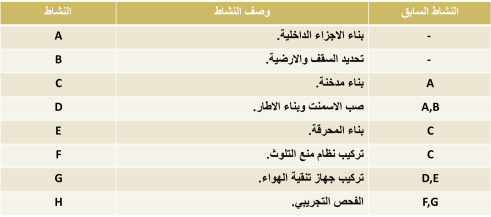 النشاط وصف النشاط النشاط السابق
A بناء الاجزاء الداخلية. -
B تحديد السقف والارضية. -
C بناء مدخنة. A
D صب الاسمنت وبناء الاطار. A,B
E بناء المحرقة. C
F تركيب نظام منع التلوث. C
G تركيب جهاز تنقية الهواء. D,E
H الفحص التجريبي. F,G